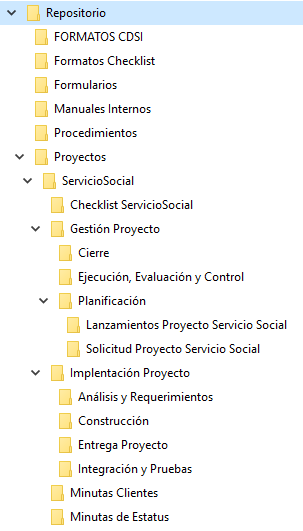 Repositorio
FORMATOS CDSI
Formatos Checklist
Formularios
Manuales Internos
Procedimientos
Proyectos
ServicioSocial
Checklist ServicioSocial
Gestión Proyecto
Cierre
Ejecución, Evaluación y Control
Planificación
Lanzamientos Proyecto Servicio Social
Solicitud Proyecto Servicio Social
Implentación Proyecto
Análisis y Requerimientos
Construcción
Entrega Proyecto
Integración y Pruebas
Minutas Clientes
Minutas de Estatus